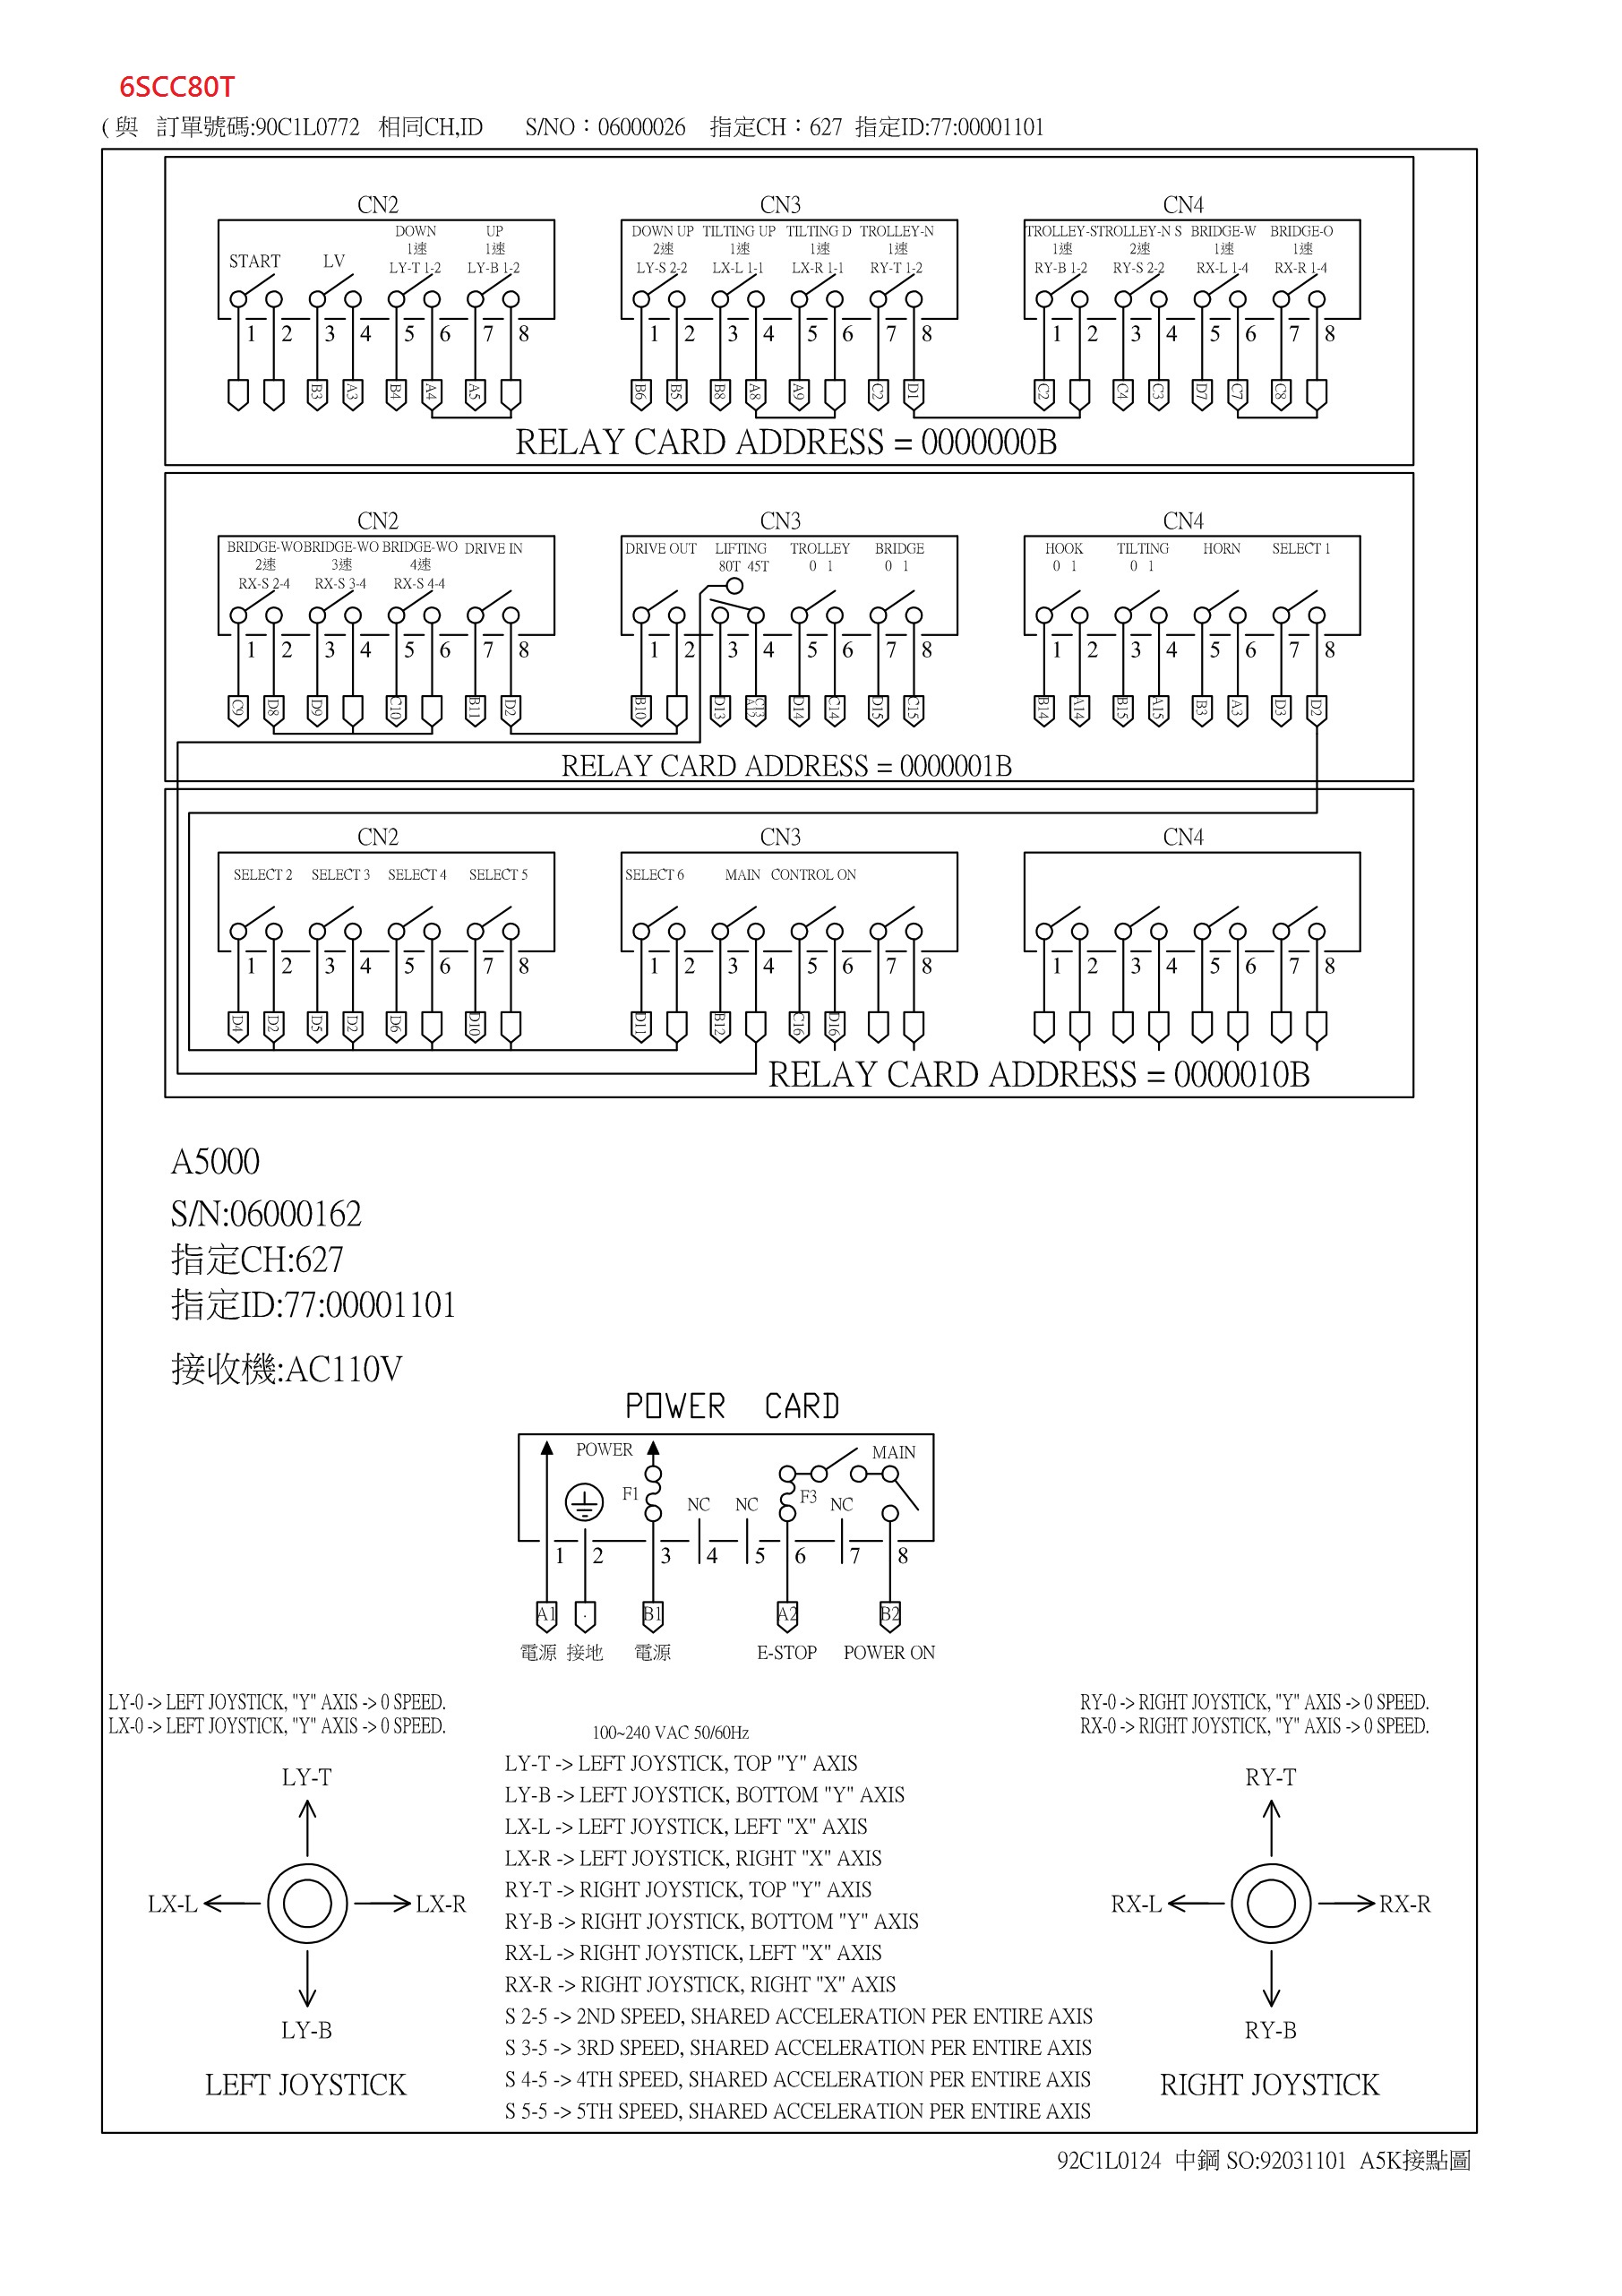 6SCC80T
( 與 訂單號碼:90C1L0772 相同CH,ID S/NO：06000026 指定CH：627 指定ID:77:00001101
CN2 CN3 CN4
START LV DOWN 1速 LY-T 1-2 UP 1速 LY-B 1-2
DOWN UP 2速 LY-S 2-2 TILTING UP 1速 LX-L 1-1 TILTING D 1速 LX-R 1-1 TROLLEY-N 1速 RY-T 1-2
TROLLEY-S 1速 RY-B 1-2 TROLLEY-N S 2速 RY-S 2-2 BRIDGE-W 1速 RX-L 1-4 BRIDGE-O 1速 RX-R 1-4
1 2 3 4 5 6 7 8 1 2 3 4 5 6 7 8 1 2 3 4 5 6 7 8
B3 A3 B4 A4 A5 B6 B5 B8 A8 A9 C2 D1 C2 C4 C3 D7 C7 C8
RELAY CARD ADDRESS = 0000000B
CN2 CN3 CN4
BRIDGE-WO 2速 RX-S 2-4 BRIDGE-WO 3速 RX-S 3-4 BRIDGE-WO 4速 RX-S 4-4 DRIVE IN
DRIVE OUT LIFTING 80T 45T TROLLEY 0 1 BRIDGE 0 1
HOOK 0 1 TILTING 0 1 HORN SELECT 1
1 2 3 4 5 6 7 8 1 2 3 4 5 6 7 8 1 2 3 4 5 6 7 8
C9 D8 D9 C10 B11 D2 B10 D13 C13 A13 D14 C14 D15 C15 B14 A14 B15 A15 B3 A3 D3 D2
RELAY CARD ADDRESS = 0000001B
CN2 CN3 CN4
SELECT 2 SELECT 3 SELECT 4 SELECT 5 SELECT 6 MAIN CONTROL ON
1 2 3 4 5 6 7 8 1 2 3 4 5 6 7 8 1 2 3 4 5 6 7 8
D4 D2 D5 D2 D6 D10 D11 B12 C16 D16
RELAY CARD ADDRESS = 0000010B
A5000
S/N:06000162
指定CH:627
指定ID:77:00001101
接收機:AC110V
POWER CARD
POWER MAIN
F1 NC NC F3 NC
1 2 3 4 5 6 7 8
A1 . B1 A2 B2
電源 接地 電源 E-STOP POWER ON
LY-0 -> LEFT JOYSTICK, "Y" AXIS -> 0 SPEED.
LX-0 -> LEFT JOYSTICK, "Y" AXIS -> 0 SPEED.
RY-0 -> RIGHT JOYSTICK, "Y" AXIS -> 0 SPEED.
RX-0 -> RIGHT JOYSTICK, "Y" AXIS -> 0 SPEED.
LY-T
LX-L LX-R
LY-B
LEFT JOYSTICK
100~240 VAC 50/60Hz
LY-T -> LEFT JOYSTICK, TOP "Y" AXIS
LY-B -> LEFT JOYSTICK, BOTTOM "Y" AXIS
LX-L -> LEFT JOYSTICK, LEFT "X" AXIS
LX-R -> LEFT JOYSTICK, RIGHT "X" AXIS
RY-T -> RIGHT JOYSTICK, TOP "Y" AXIS
RY-B -> RIGHT JOYSTICK, BOTTOM "Y" AXIS
RX-L -> RIGHT JOYSTICK, LEFT "X" AXIS
RX-R -> RIGHT JOYSTICK, RIGHT "X" AXIS
S 2-5 -> 2ND SPEED, SHARED ACCELERATION PER ENTIRE AXIS
S 3-5 -> 3RD SPEED, SHARED ACCELERATION PER ENTIRE AXIS
S 4-5 -> 4TH SPEED, SHARED ACCELERATION PER ENTIRE AXIS
S 5-5 -> 5TH SPEED, SHARED ACCELERATION PER ENTIRE AXIS
RY-T
RX-L RX-R
RY-B
RIGHT JOYSTICK
92C1L0124 中鋼 SO:92031101 A5K接點圖